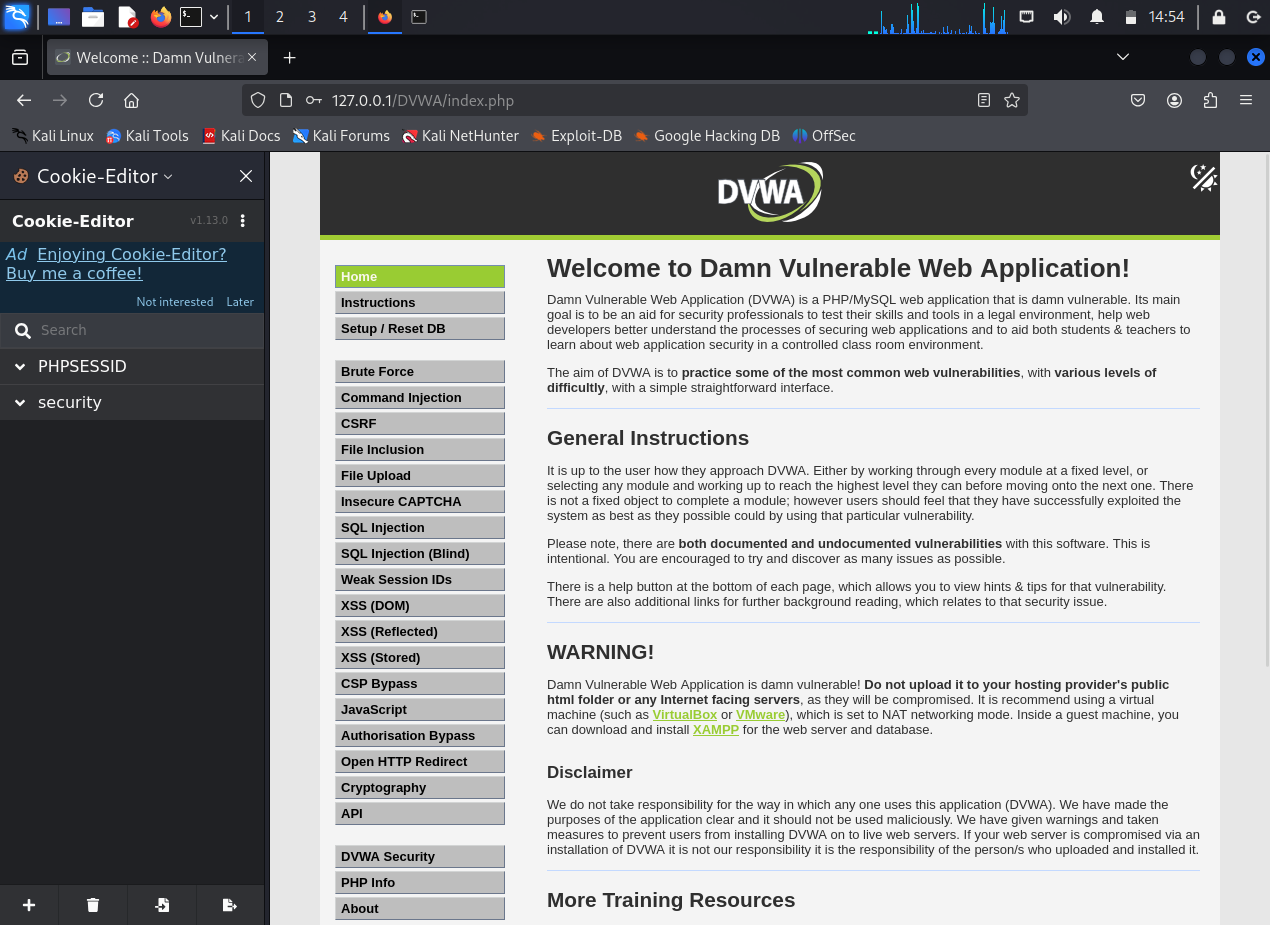 1 2 3 4 14:54
Welcome :: Damn Vulnera
127.0.0.1/DVWA/index.php
Kali Linux Kali Tools Kali Docs Kali Forums Kali NetHunter Exploit-DB Google Hacking DB OffSec
Cookie-Editor
Cookie-Editor v1.13.0
Ad Enjoying Cookie-Editor?
Buy me a coffee!
Not interested Later
Search
PHPSESSID
security
DVWA
Home
Instructions
Setup / Reset DB
Brute Force
Command Injection
CSRF
File Inclusion
File Upload
Insecure CAPTCHA
SQL Injection
SQL Injection (Blind)
Weak Session IDs
XSS (DOM)
XSS (Reflected)
XSS (Stored)
CSP Bypass
JavaScript
Authorisation Bypass
Open HTTP Redirect
Cryptography
API
DVWA Security
PHP Info
About
Welcome to Damn Vulnerable Web Application!
Damn Vulnerable Web Application (DVWA) is a PHP/MySQL web application that is damn vulnerable. Its main
goal is to be an aid for security professionals to test their skills and tools in a legal environment, help web
developers better understand the processes of securing web applications and to aid both students & teachers to
learn about web application security in a controlled class room environment.
The aim of DVWA is to practice some of the most common web vulnerabilities, with various levels of
difficultly, with a simple straightforward interface.
General Instructions
It is up to the user how they approach DVWA. Either by working through every module at a fixed level, or
selecting any module and working up to reach the highest level they can before moving onto the next one. There
is not a fixed object to complete a module; however users should feel that they have successfully exploited the
system as best as they possible could by using that particular vulnerability.
Please note, there are both documented and undocumented vulnerabilities with this software. This is
intentional. You are encouraged to try and discover as many issues as possible.
There is a help button at the bottom of each page, which allows you to view hints & tips for that vulnerability.
There are also additional links for further background reading, which relates to that security issue.
WARNING!
Damn Vulnerable Web Application is damn vulnerable! Do not upload it to your hosting provider's public
html folder or any Internet facing servers, as they will be compromised. It is recommend using a virtual
machine (such as VirtualBox or VMware), which is set to NAT networking mode. Inside a guest machine, you
can download and install XAMPP for the web server and database.
Disclaimer
We do not take responsibility for the way in which any one uses this application (DVWA). We have made the
purposes of the application clear and it should not be used maliciously. We have given warnings and taken
measures to prevent users from installing DVWA on to live web servers. If your web server is compromised via an
installation of DVWA it is not our responsibility it is the responsibility of the person/s who uploaded and installed it.
More Training Resources